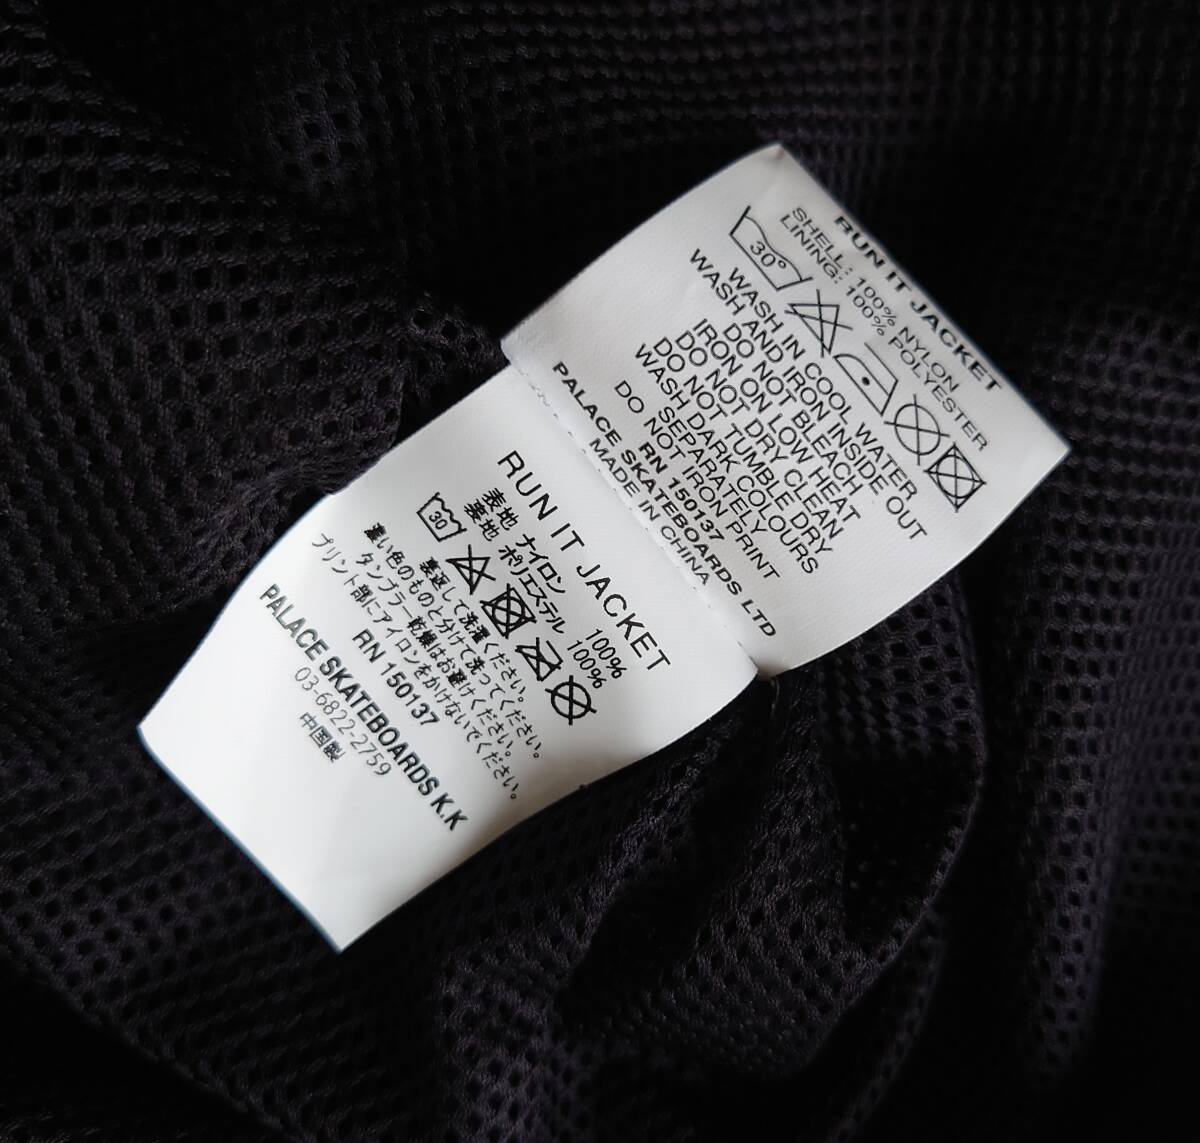 RUN IT JACKET
SHELL: 100% NYLON
LINING: 100% POLYESTER
30°
WASH IN COOL WATER
WASH AND IRON INSIDE OUT
DO NOT BLEACH
IRON ON LOW HEAT
DO NOT DRY CLEAN
DO NOT TUMBLE DRY
WASH DARK COLOURS
SEPARATELY
DO NOT IRON PRINT
RN 150137
PALACE SKATEBOARDS LTD
MADE IN CHINA
RUN IT JACKET
表地 ナイロン 100%
裏地 ポリエステル 100%
30
裏返して洗濯ください。
濃い色のものと分けて洗ってください。
タンブラー乾燥はお避けください。
プリント部にアイロンをかけないでください。
RN 150137
PALACE SKATEBOARDS K.K
03-6822-2759
中国製